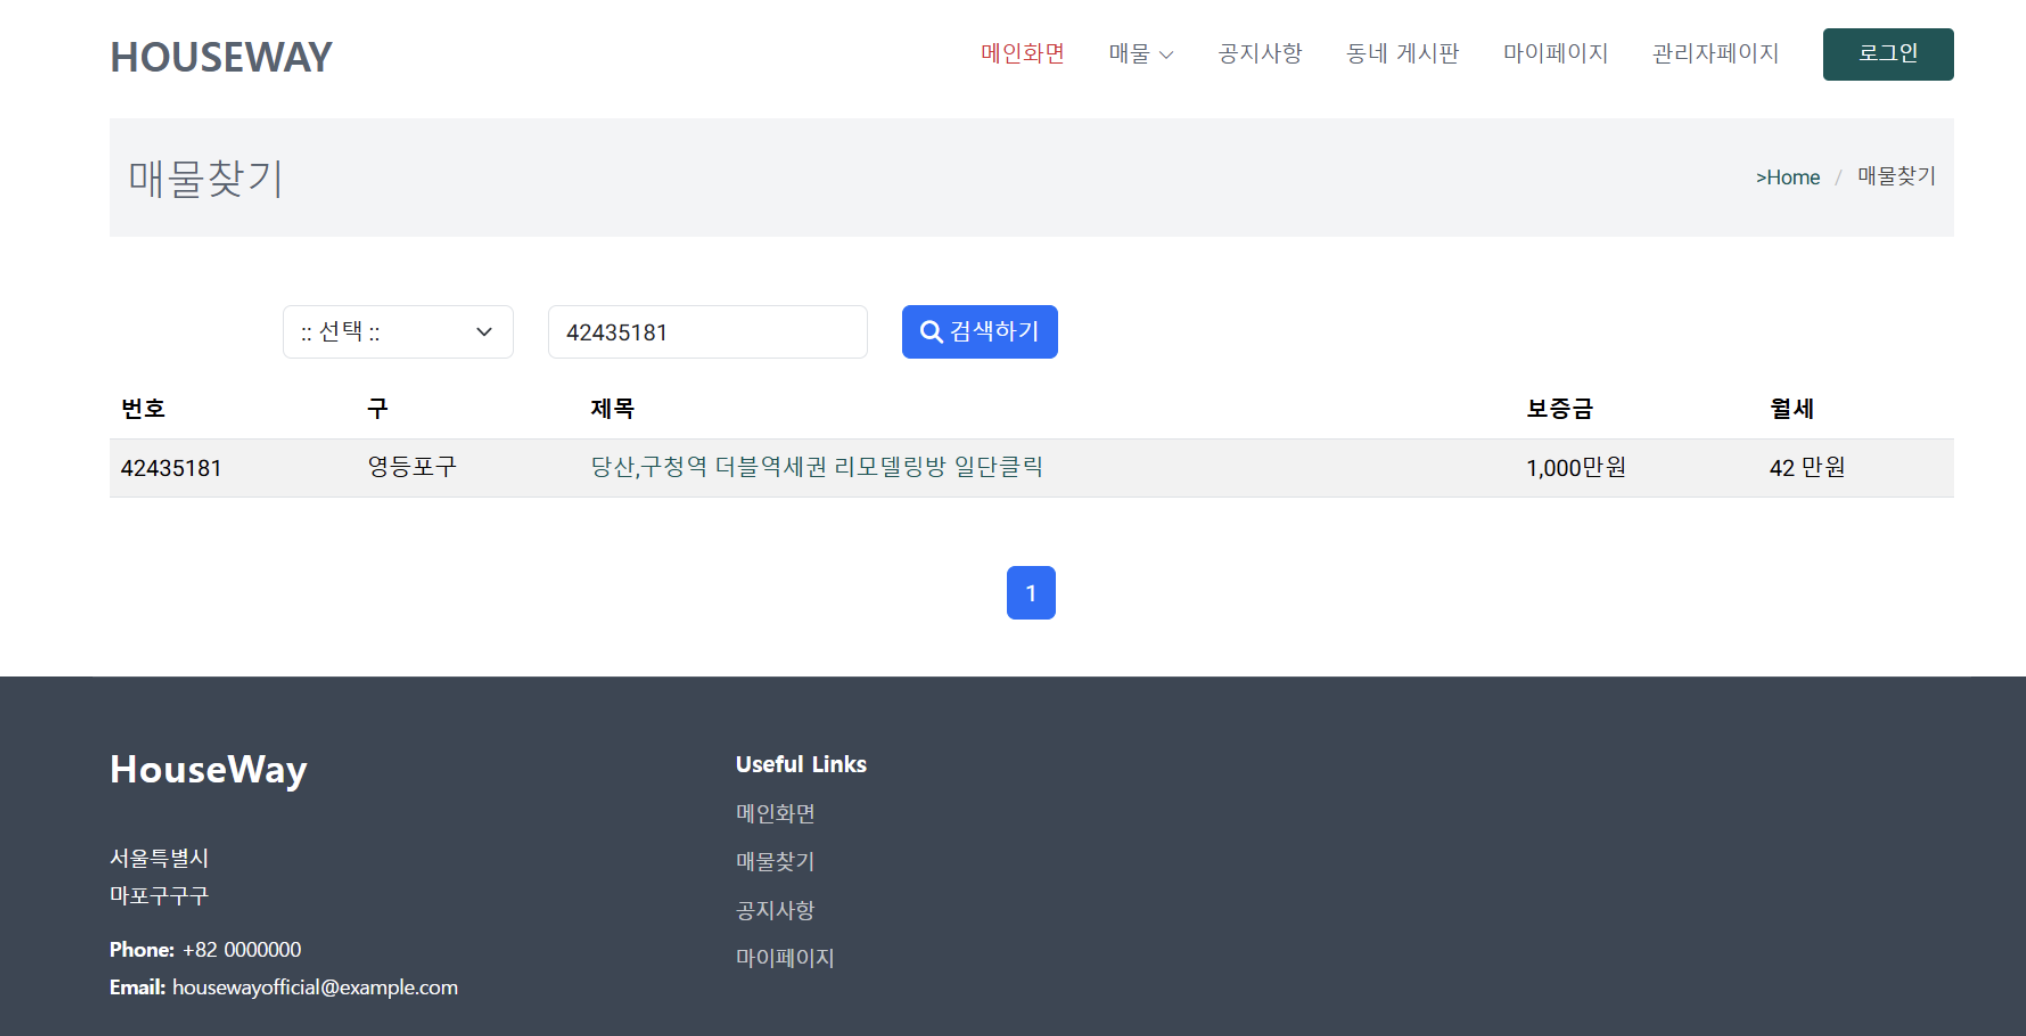 HOUSEWAY
메인화면 매물 공지사항 동네 게시판 마이페이지 관리자페이지 로그인
매물찾기
>Home / 매물찾기
:: 선택 :: 42435181 검색하기
번호 구 제목 보증금 월세
42435181 영등포구 당산,구청역 더블역세권 리모델링방 일단클릭 1,000만원 42 만원
1
HouseWay
서울특별시
마포구구구
Phone: +82 0000000
Email: housewayofficial@example.com
Useful Links
메인화면
매물찾기
공지사항
마이페이지